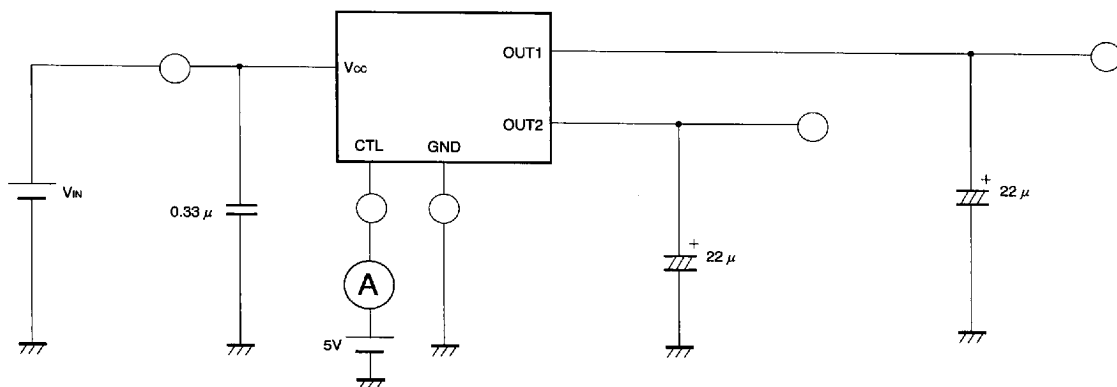 OUT1
Vcc
OUT2
CTL GND
VIN
0.33 μ
+
22 μ
+
22 μ
A
5V